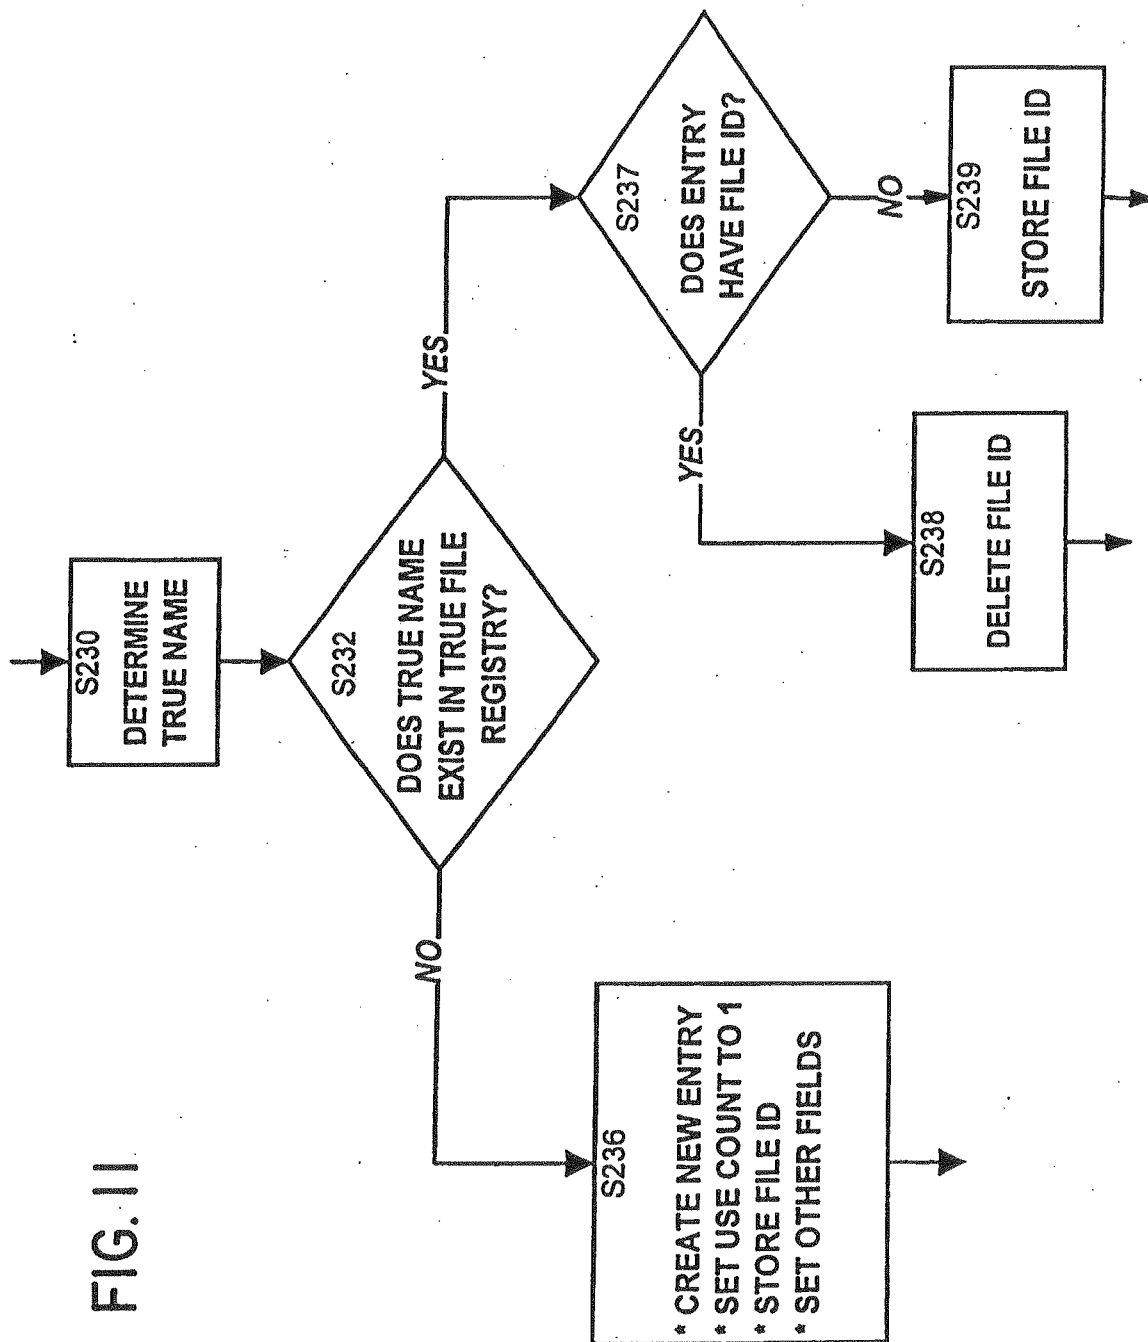 FIG. 11
S230
DETERMINE
TRUE NAME
S232
DOES TRUE NAME
EXIST IN TRUE FILE
REGISTRY?
NO
YES
S236
* CREATE NEW ENTRY
* SET USE COUNT TO 1
* STORE FILE ID
* SET OTHER FIELDS
S237
DOES ENTRY
HAVE FILE ID?
YES
NO
S238
DELETE FILE ID
S239
STORE FILE ID